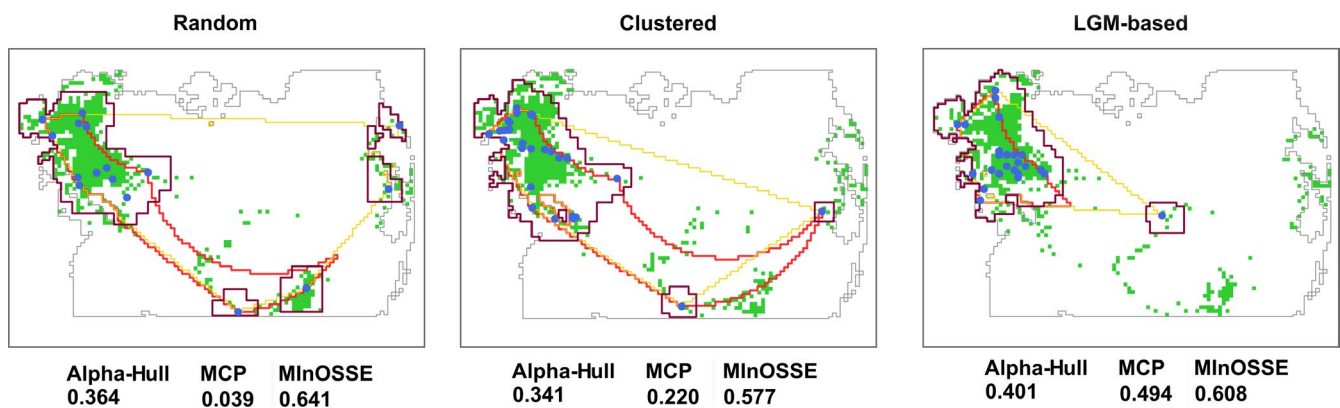 Random
Clustered
LGM-based
Alpha-Hull MCP MInOSSE
0.364 0.039 0.641
Alpha-Hull MCP MInOSSE
0.341 0.220 0.577
Alpha-Hull MCP MInOSSE
0.401 0.494 0.608